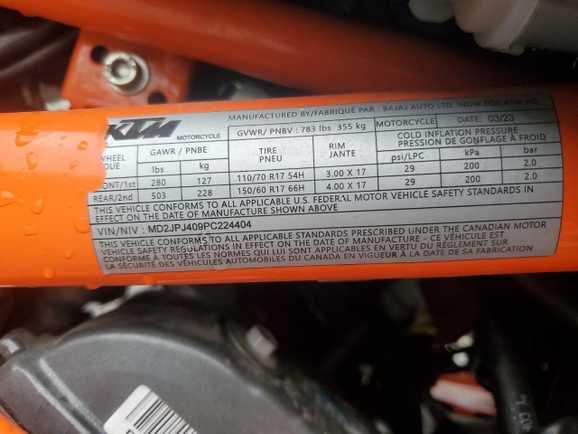 MANUFACTURED BY/FABRIQUÉ PAR : BAJAJ AUTO LTD. INDIA FOR KTM AG
KTM MOTORCYCLE GVWR/ PNBV : 783 lbs 355 kg MOTORCYCLE DATE: 03/23
WHEEL ROUE GAWR / PNBE TIRE PNEU RIM JANTE COLD INFLATION PRESSURE PRESSION DE GONFLAGE À FROID
lbs kg psi/LPC kPa bar
FRONT/1st 280 127 110/70 R17 54H 3.00 X 17 29 200 2.0
REAR/2nd 503 228 150/60 R17 66H 4.00 X 17 29 200 2.0
THIS VEHICLE CONFORMS TO ALL APPLICABLE U.S. FEDERAL MOTOR VEHICLE SAFETY STANDARDS IN
EFFECT ON THE DATE OF MANUFACTURE SHOWN ABOVE
VIN/NIV : MD2JPJ409PC224404
THIS VEHICLE CONFORMS TO ALL APPLICABLE STANDARDS PRESCRIBED UNDER THE CANADIAN MOTOR
VEHICLE SAFETY REGULATIONS IN EFFECT ON THE DATE OF MANUFACTURE - CE VÉHICULE EST
CONFORME À TOUTES LES NORMES QUI LUI SONT APPLICABLES EN VERTU DU RÈGLEMENT SUR
LA SÉCURITÉ DES VÉHICULES AUTOMOBILES DU CANADA EN VIGUEUR À LA DATE DE SA FABRICATION